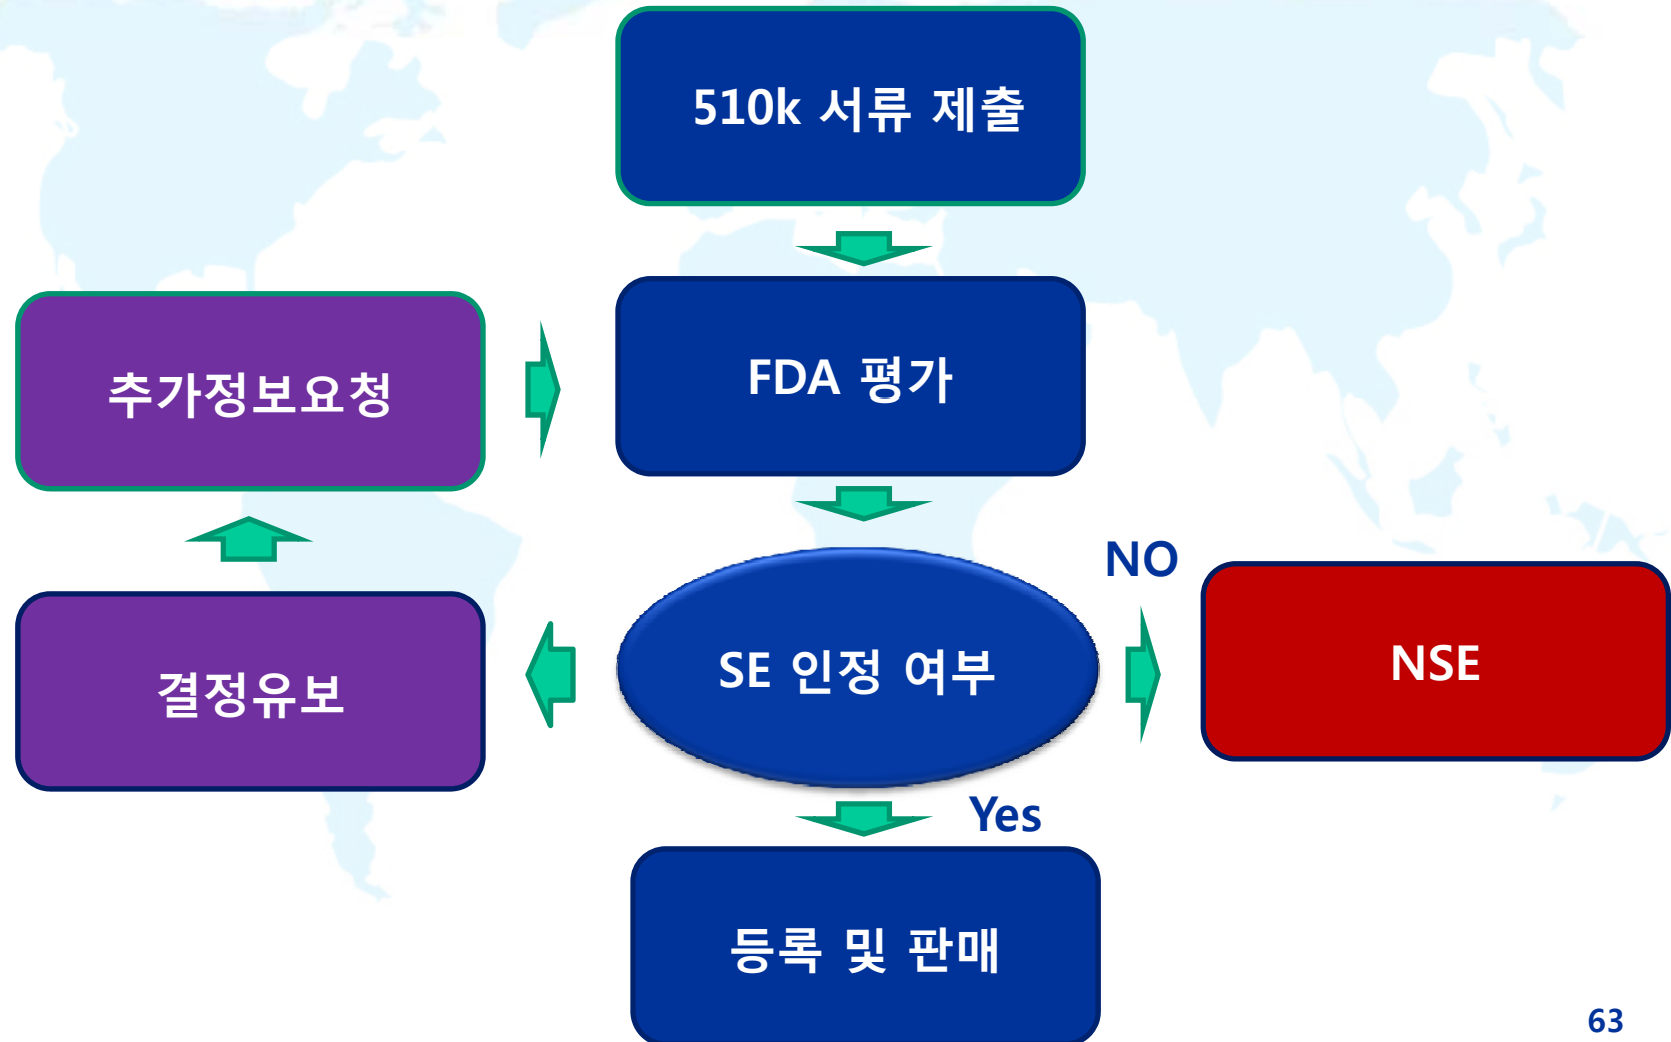 510k 서류 제출
추가정보요청
FDA 평가
NO
결정유보
SE 인정 여부
NSE
Yes
등록 및 판매
63